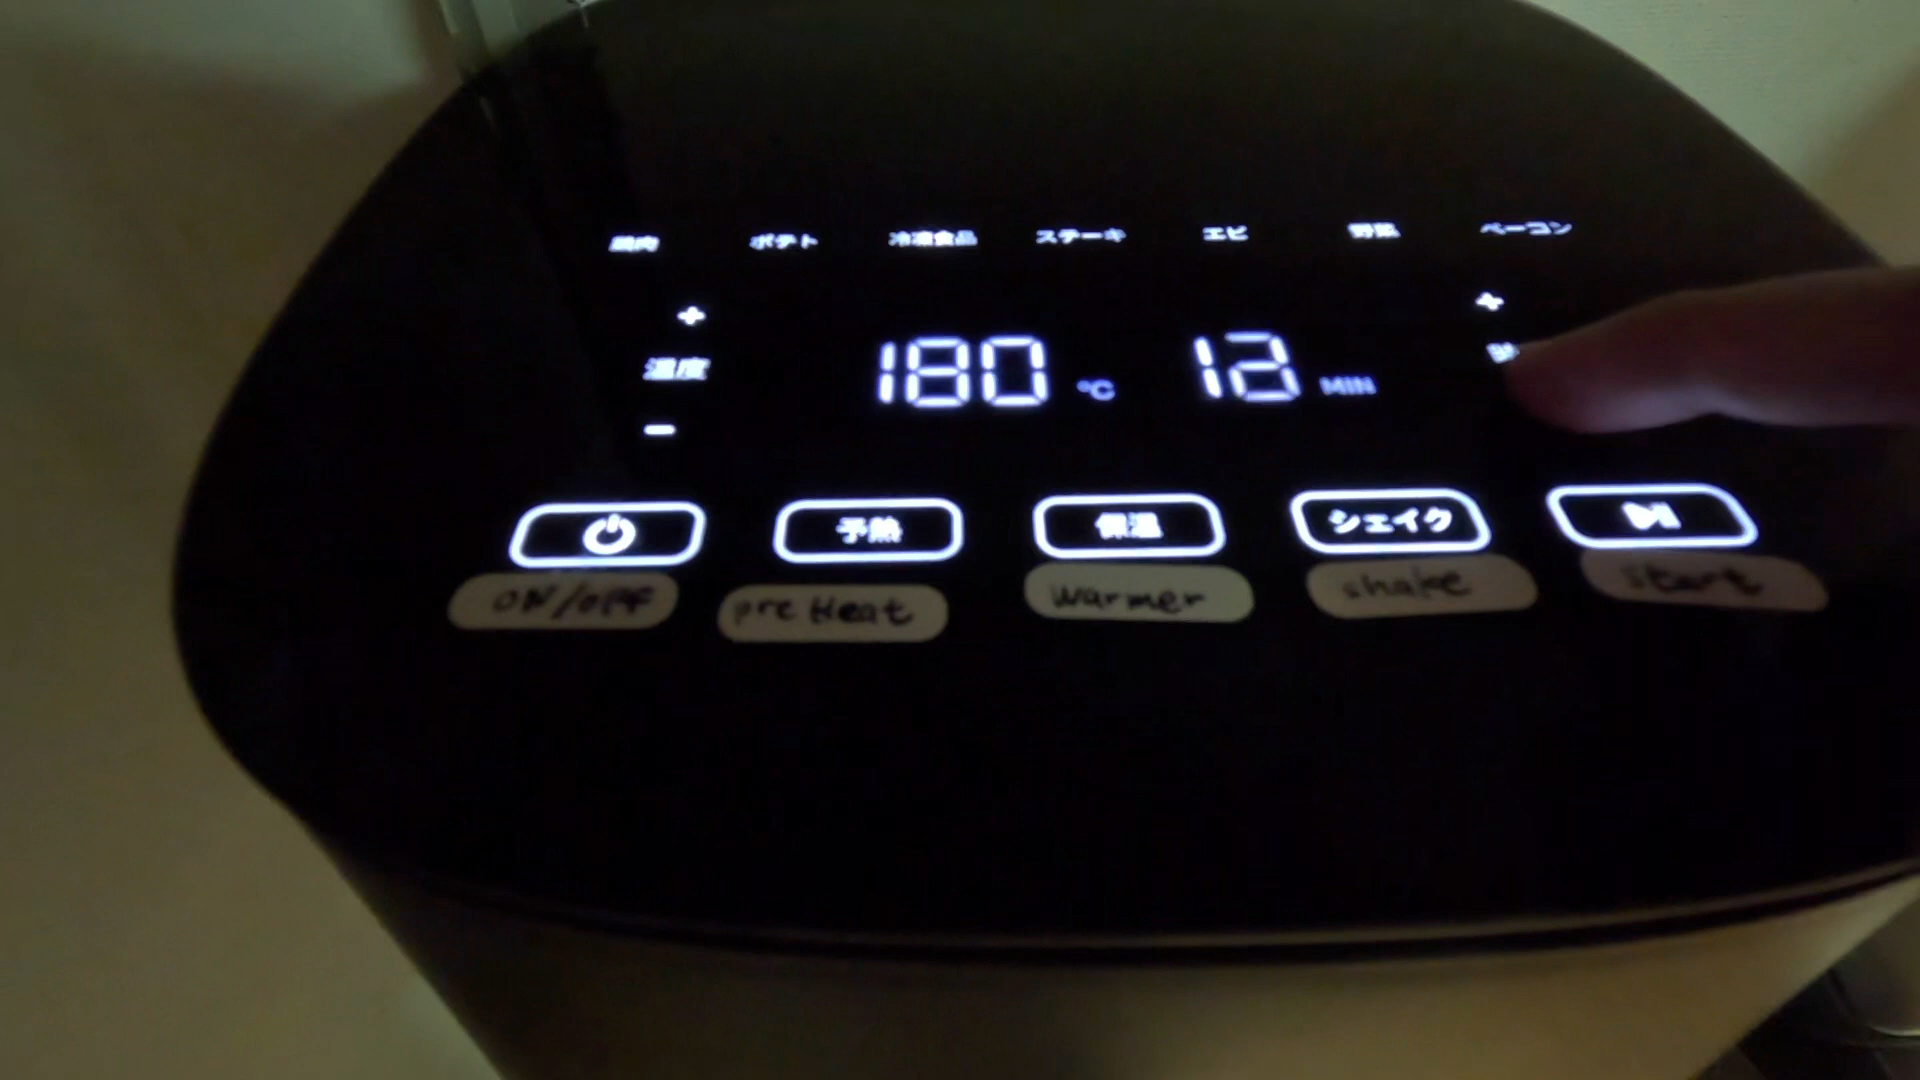 鶏肉 ポテト 冷凍食品 ステーキ エビ 野菜 ベーコン
+ +
温度 180 °C 12 MIN
-
予熱 保温 シェイク
ON/OFF pre Heat warmer shake start